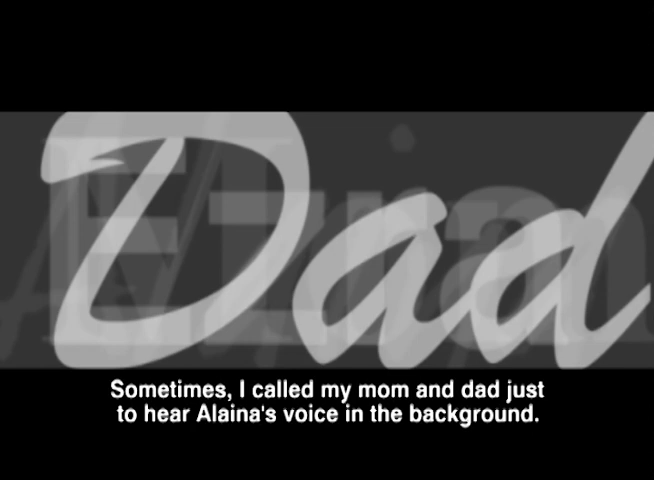 Dad
Sometimes, I called my mom and dad just
to hear Alaina's voice in the background.